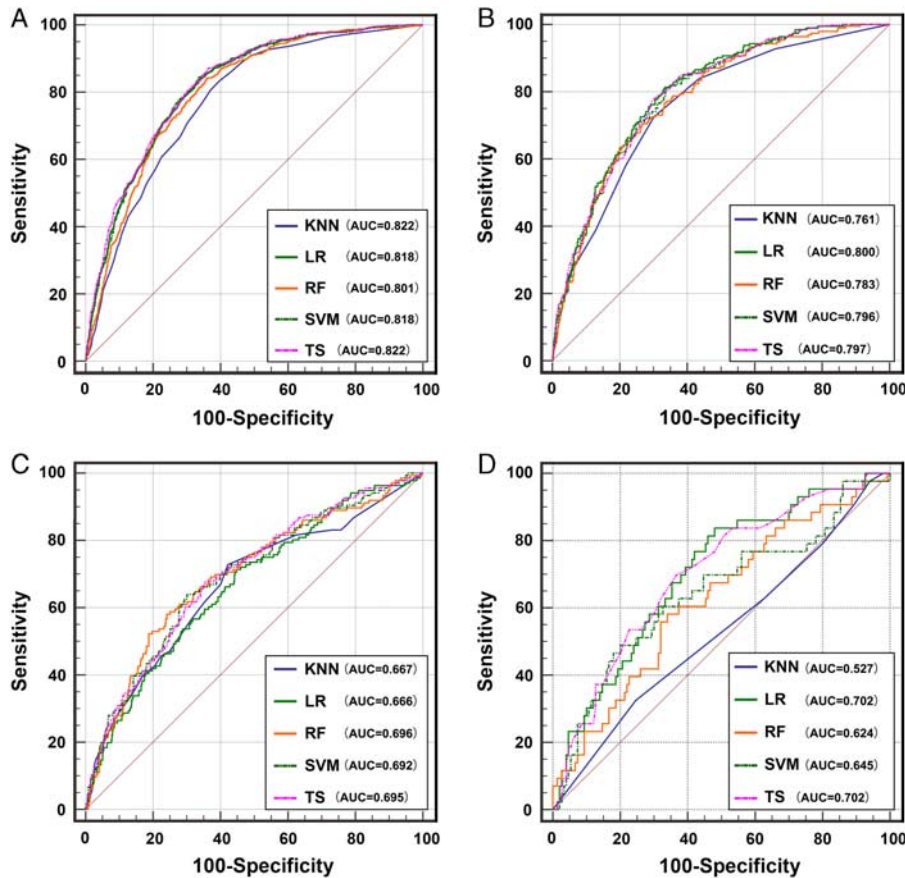 A
100
80
60
40
20
0
Sensitivity
KNN (AUC=0.822)
LR (AUC=0.818)
RF (AUC=0.801)
SVM (AUC=0.818)
TS (AUC=0.822)
0 20 40 60 80 100
100-Specificity
B
100
80
60
40
20
0
Sensitivity
KNN (AUC=0.761)
LR (AUC=0.800)
RF (AUC=0.783)
SVM (AUC=0.796)
TS (AUC=0.797)
0 20 40 60 80 100
100-Specificity
C
100
80
60
40
20
0
Sensitivity
KNN (AUC=0.667)
LR (AUC=0.666)
RF (AUC=0.696)
SVM (AUC=0.692)
TS (AUC=0.695)
0 20 40 60 80 100
100-Specificity
D
100
80
60
40
20
0
Sensitivity
KNN (AUC=0.527)
LR (AUC=0.702)
RF (AUC=0.624)
SVM (AUC=0.645)
TS (AUC=0.702)
0 20 40 60 80 100
100-Specificity